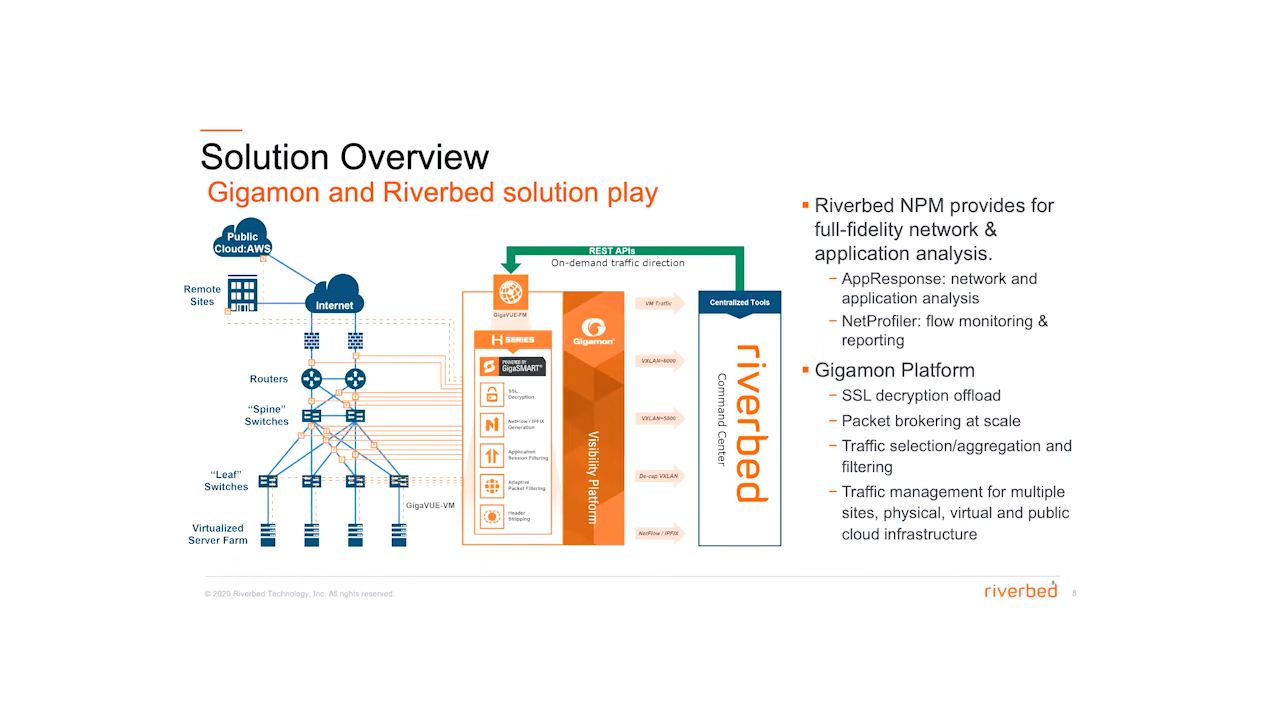 Solution Overview
Gigamon and Riverbed solution play
Public
Cloud:AWS
Remote
Sites
Internet
Routers
“Spine”
Switches
“Leaf”
Switches
GigaVUE-VM
Virtualized
Server Farm
REST APIs
On-demand traffic direction
GigaVUE-FM
H SERIES
POWERED BY
GigaSMART®
SSL
Decryption
NetFlow / IPFIX
Generation
Application
Session Filtering
Adaptive
Packet Filtering
Header
Stripping
Gigamon®
Visibility Platform
VM Traffic
VXLAN=6000
VXLAN=5000
De-cap VXLAN
NetFlow / IPFIX
Centralized Tools
Command Center
riverbed
▪ Riverbed NPM provides for
full-fidelity network &
application analysis.
− AppResponse: network and
application analysis
− NetProfiler: flow monitoring &
reporting
▪ Gigamon Platform
− SSL decryption offload
− Packet brokering at scale
− Traffic selection/aggregation and
filtering
− Traffic management for multiple
sites, physical, virtual and public
cloud infrastructure
© 2020 Riverbed Technology, Inc. All rights reserved.
riverbed
8